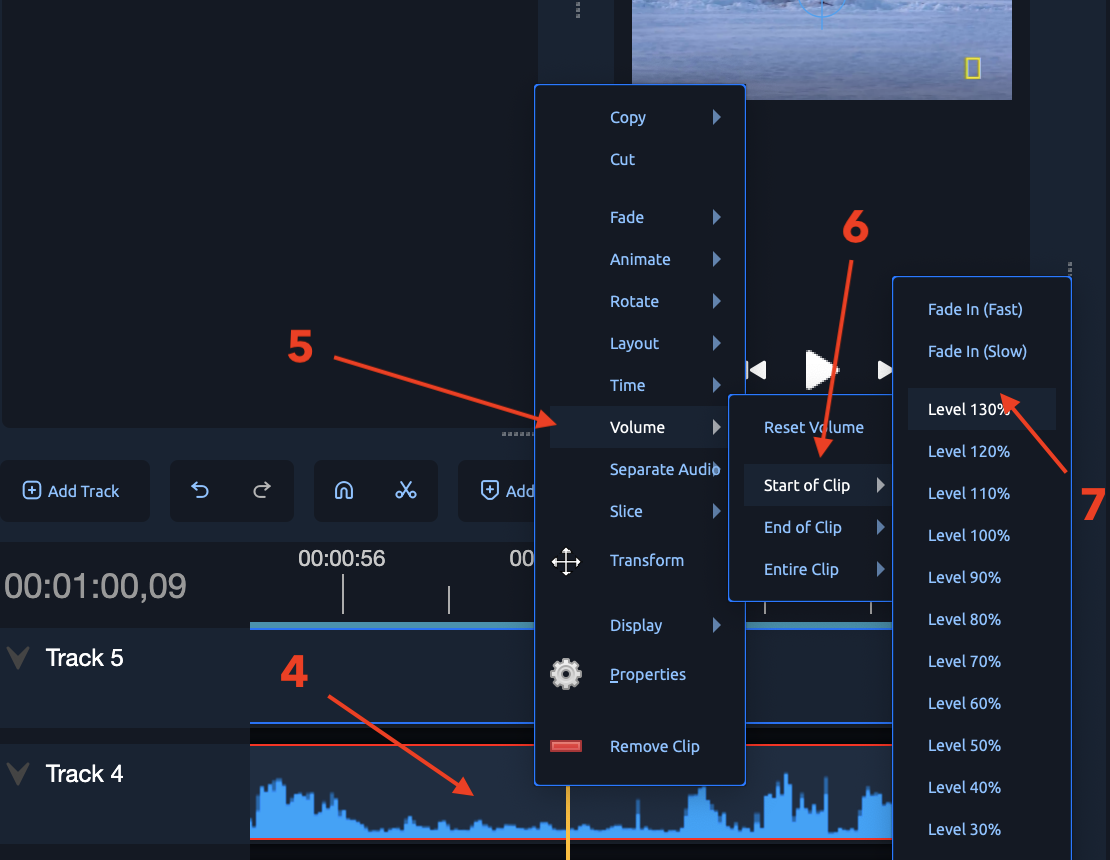 Copy
Cut
Fade
Animate
Rotate
Layout
Time
Volume
Separate Audio
Slice
Transform
Display
Properties
Remove Clip
Reset Volume
Start of Clip
End of Clip
Entire Clip
Fade In (Fast)
Fade In (Slow)
Level 130%
Level 120%
Level 110%
Level 100%
Level 90%
Level 80%
Level 70%
Level 60%
Level 50%
Level 40%
Level 30%
5
6
7
4
Add Track
Add
00:00:56
00
00:01:00,09
Track 5
Track 4